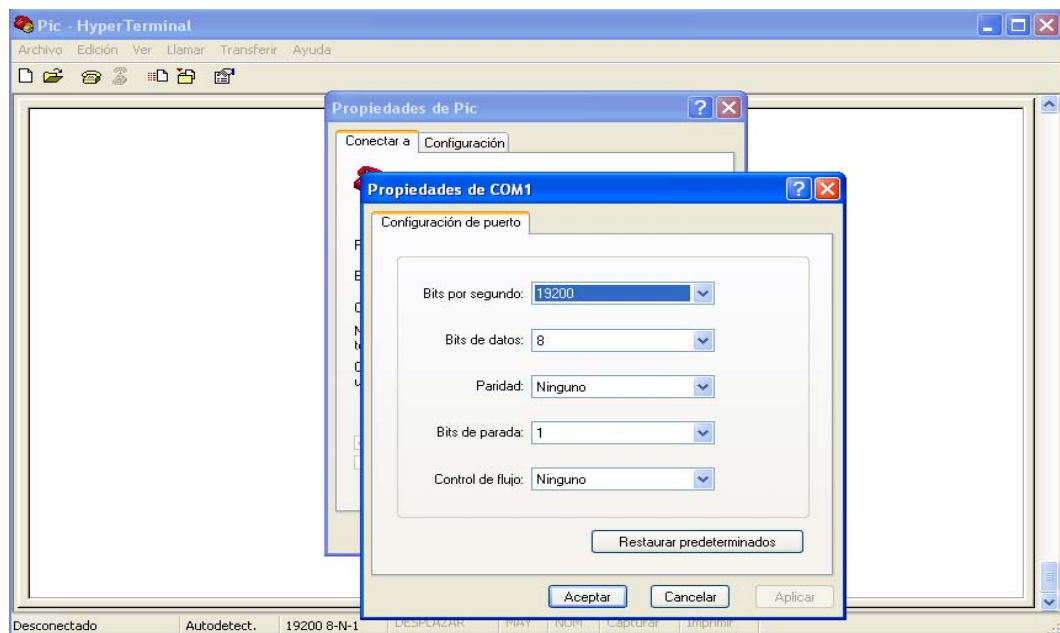 Pic - HyperTerminal
Archivo Edición Ver Llamar Transferir Ayuda
Propiedades de Pic
Conectar a Configuración
Propiedades de COM1
Configuración de puerto
Bits por segundo: 19200
Bits de datos: 8
Paridad: Ninguno
Bits de parada: 1
Control de flujo: Ninguno
Restaurar predeterminados
Aceptar Cancelar Aplicar
Desconectado Autodetect. 19200 8-N-1 DESPLAZAR MAY NUM Capturar Imprimir